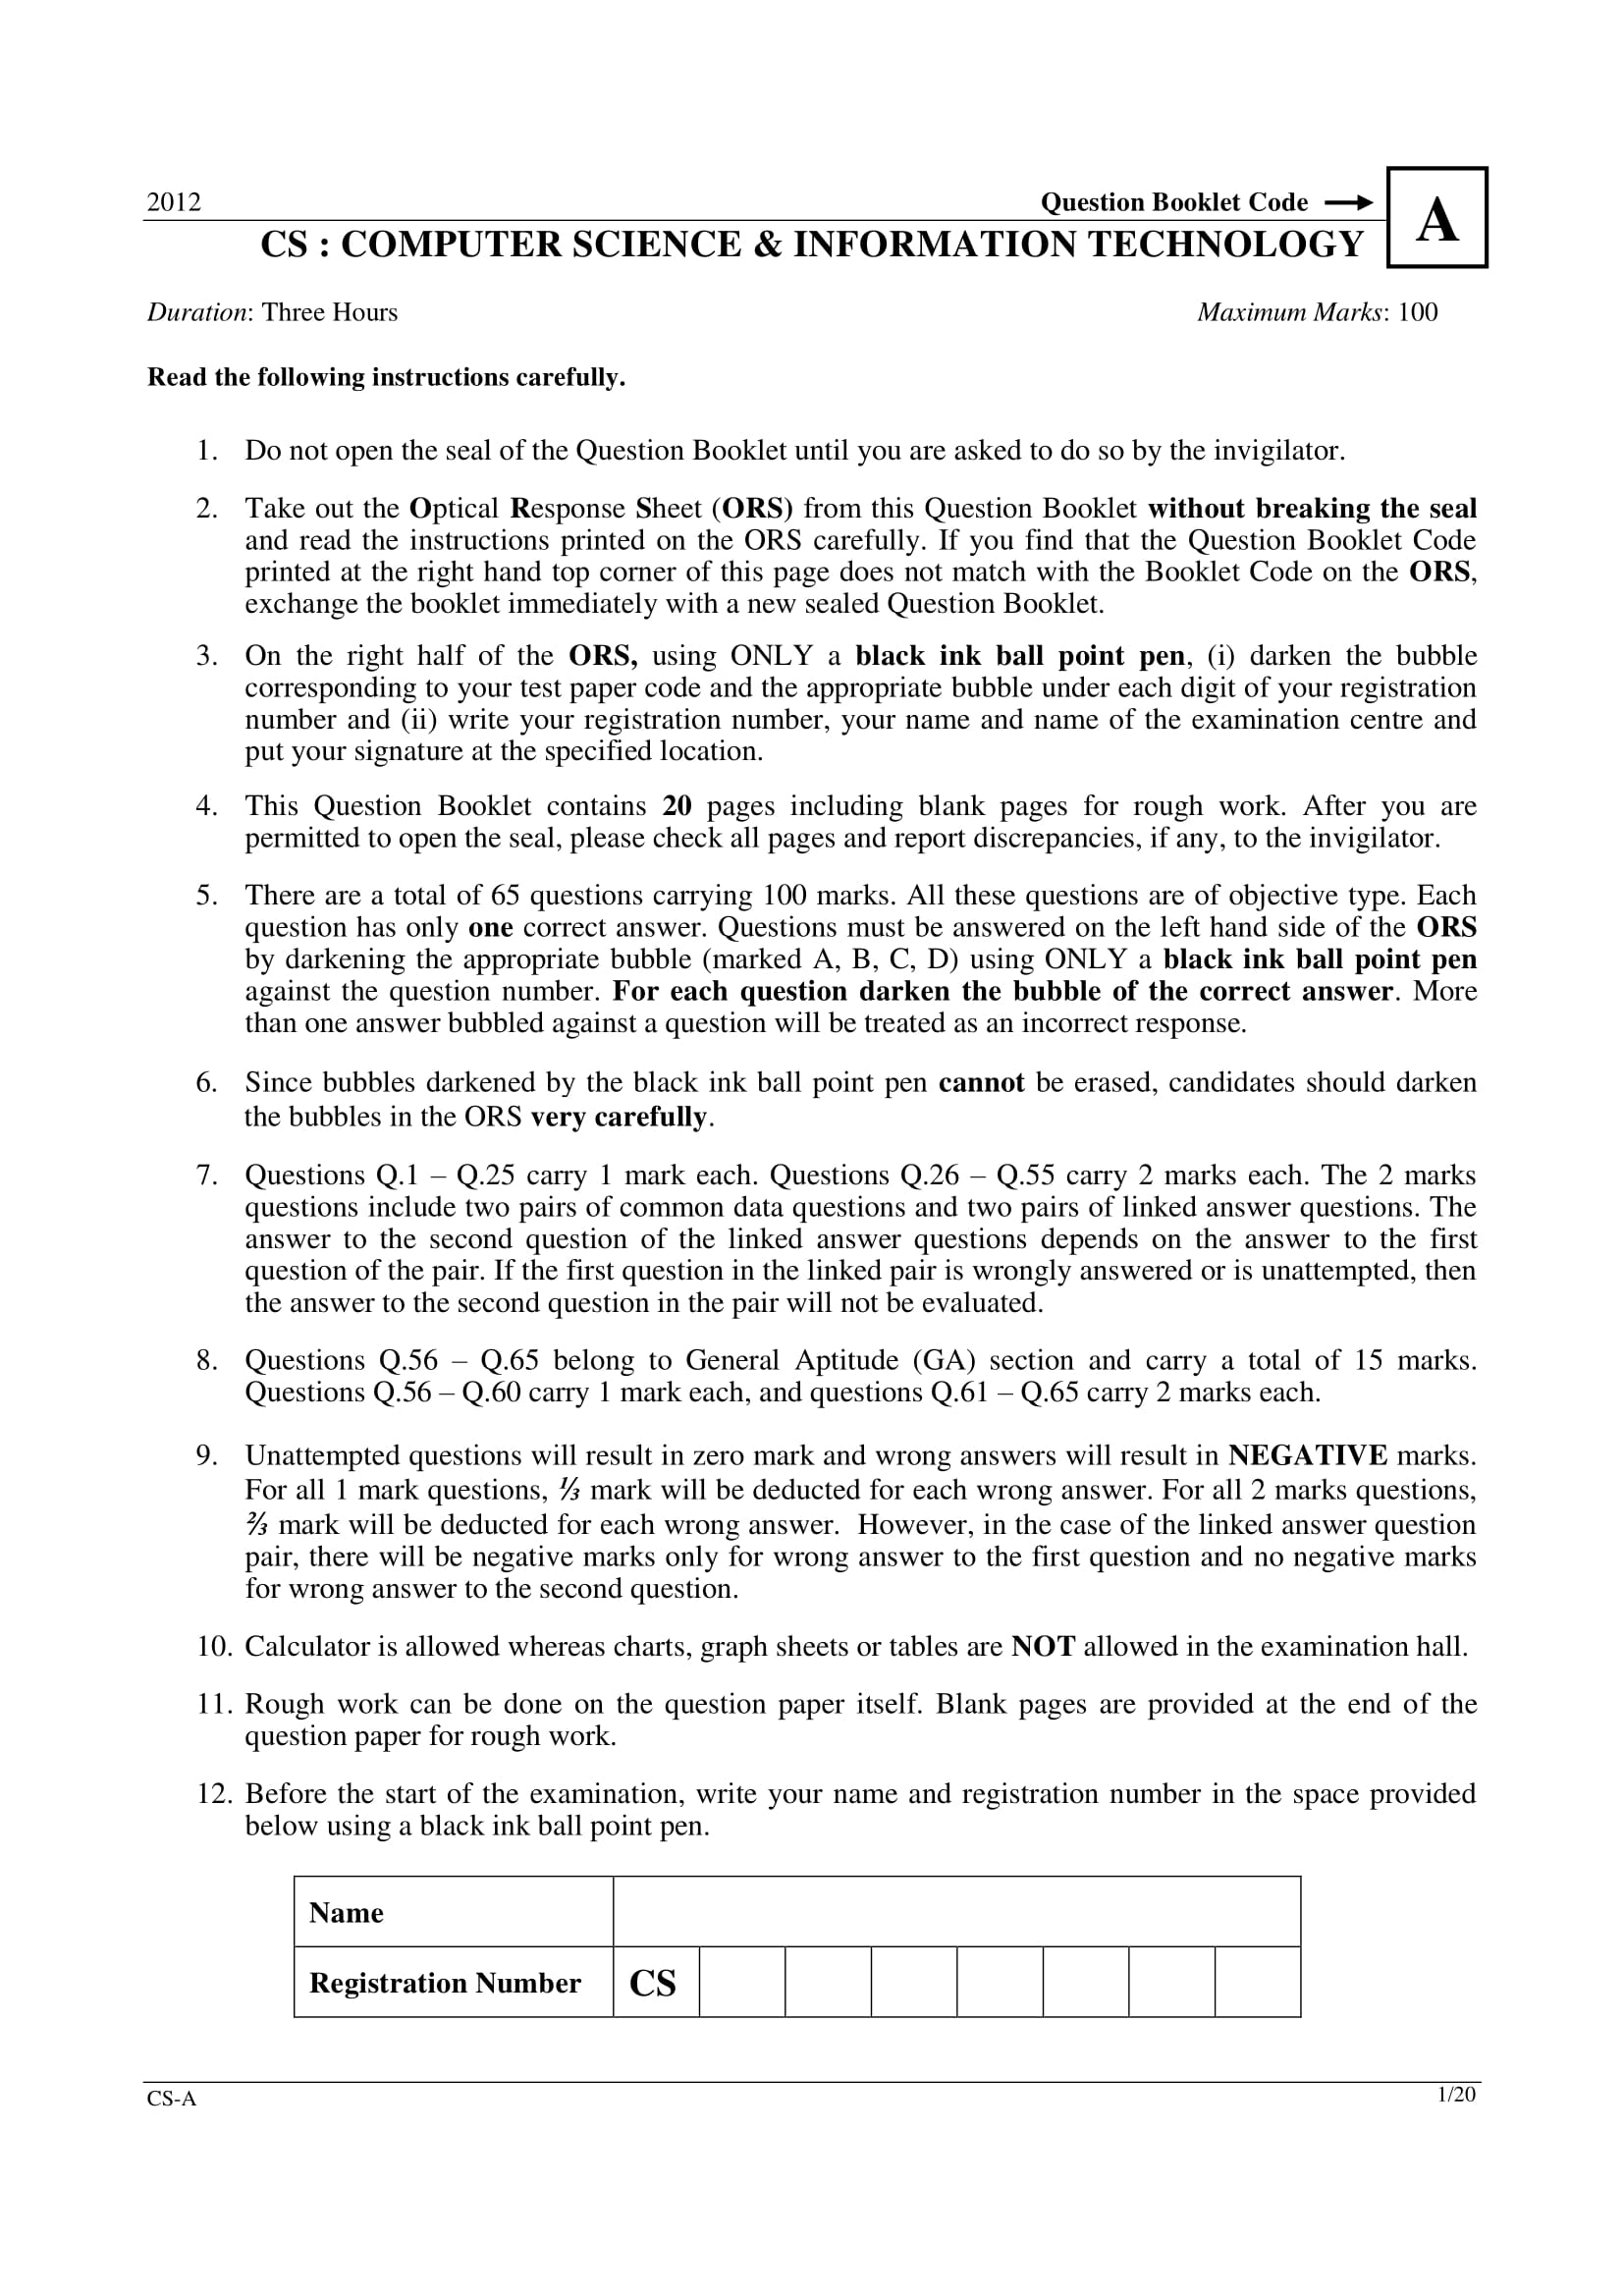 2012
Question Booklet Code
A
CS : COMPUTER SCIENCE & INFORMATION TECHNOLOGY
Duration: Three Hours
Maximum Marks: 100
Read the following instructions carefully.
1. Do not open the seal of the Question Booklet until you are asked to do so by the invigilator.
2. Take out the Optical Response Sheet (ORS) from this Question Booklet without breaking the seal
and read the instructions printed on the ORS carefully. If you find that the Question Booklet Code
printed at the right hand top corner of this page does not match with the Booklet Code on the ORS,
exchange the booklet immediately with a new sealed Question Booklet.
3. On the right half of the ORS, using ONLY a black ink ball point pen, (i) darken the bubble
corresponding to your test paper code and the appropriate bubble under each digit of your registration
number and (ii) write your registration number, your name and name of the examination centre and
put your signature at the specified location.
4. This Question Booklet contains 20 pages including blank pages for rough work. After you are
permitted to open the seal, please check all pages and report discrepancies, if any, to the invigilator.
5. There are a total of 65 questions carrying 100 marks. All these questions are of objective type. Each
question has only one correct answer. Questions must be answered on the left hand side of the ORS
by darkening the appropriate bubble (marked A, B, C, D) using ONLY a black ink ball point pen
against the question number. For each question darken the bubble of the correct answer. More
than one answer bubbled against a question will be treated as an incorrect response.
6. Since bubbles darkened by the black ink ball point pen cannot be erased, candidates should darken
the bubbles in the ORS very carefully.
7. Questions Q.1 – Q.25 carry 1 mark each. Questions Q.26 – Q.55 carry 2 marks each. The 2 marks
questions include two pairs of common data questions and two pairs of linked answer questions. The
answer to the second question of the linked answer questions depends on the answer to the first
question of the pair. If the first question in the linked pair is wrongly answered or is unattempted, then
the answer to the second question in the pair will not be evaluated.
8. Questions Q.56 – Q.65 belong to General Aptitude (GA) section and carry a total of 15 marks.
Questions Q.56 – Q.60 carry 1 mark each, and questions Q.61 – Q.65 carry 2 marks each.
9. Unattempted questions will result in zero mark and wrong answers will result in NEGATIVE marks.
For all 1 mark questions, ⅓ mark will be deducted for each wrong answer. For all 2 marks questions,
⅔ mark will be deducted for each wrong answer. However, in the case of the linked answer question
pair, there will be negative marks only for wrong answer to the first question and no negative marks
for wrong answer to the second question.
10. Calculator is allowed whereas charts, graph sheets or tables are NOT allowed in the examination hall.
11. Rough work can be done on the question paper itself. Blank pages are provided at the end of the
question paper for rough work.
12. Before the start of the examination, write your name and registration number in the space provided
below using a black ink ball point pen.
Name
Registration Number CS
CS-A
1/20